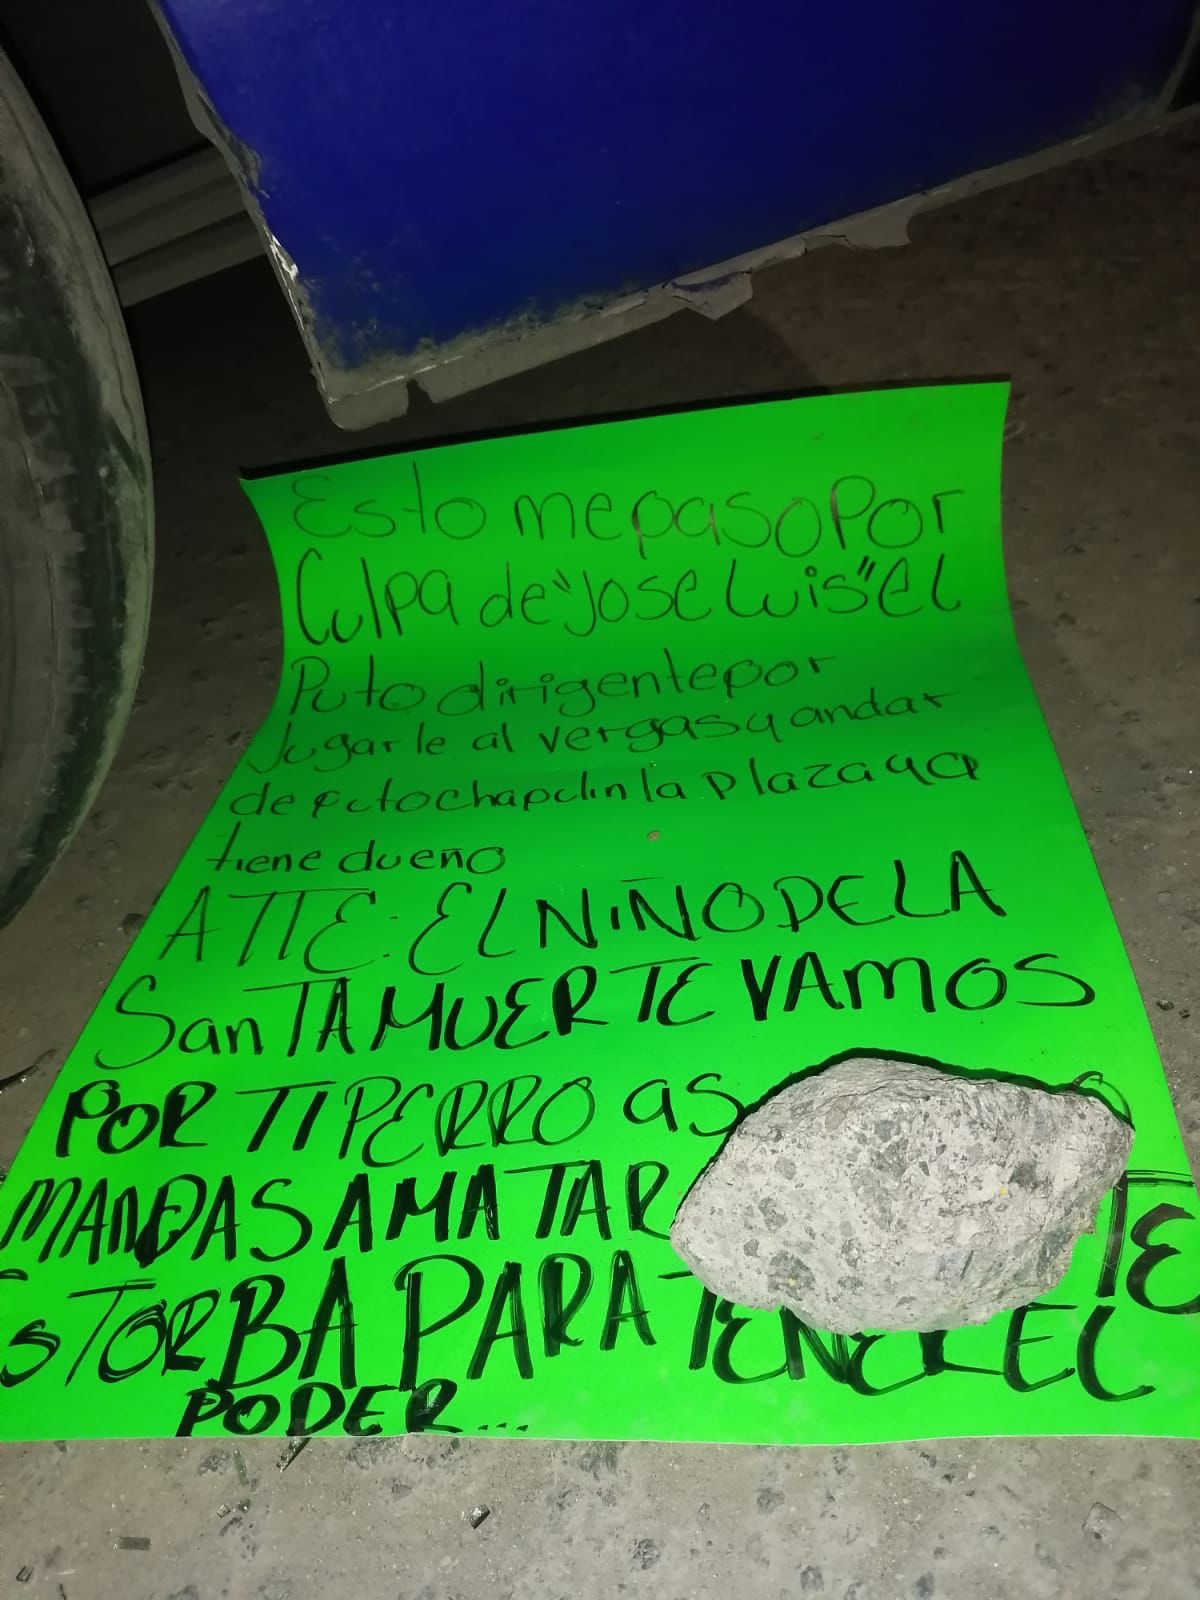 Esto me paso Por
Culpa de "Jose Luis" el
Puto dirigente por
Jugarle al vergas y andar
de puto chapulin la plaza ya
tiene dueño
ATTE: EL NIÑO DE LA
SanTA MUERTE VAMOS
POR TI PERRO as
MANDAS A MATAR TE
EsTORBA PARA TENER EL
PODER...